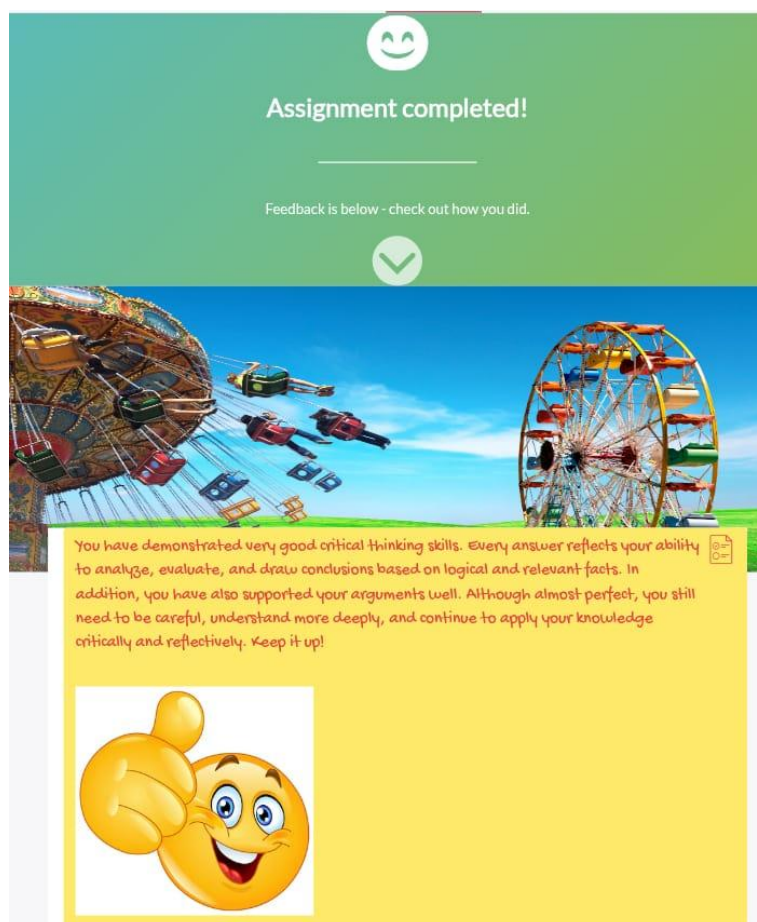 Assignment completed!
Feedback is below - check out how you did.
You have demonstrated very good critical thinking skills. Every answer reflects your ability
to analyze, evaluate, and draw conclusions based on logical and relevant facts. In
addition, you have also supported your arguments well. Although almost perfect, you still
need to be careful, understand more deeply, and continue to apply your knowledge
critically and reflectively. Keep it up!